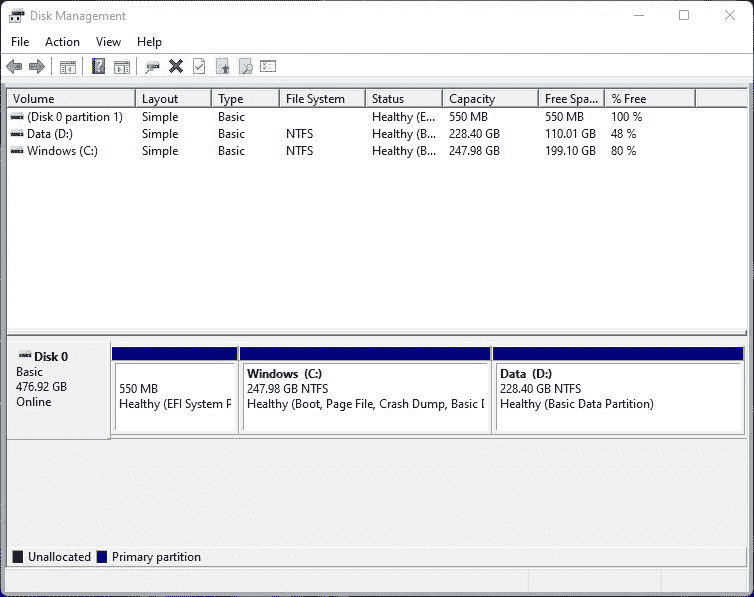 Disk Management
File Action View Help
Volume Layout Type File System Status Capacity Free Spa... % Free
(Disk 0 partition 1) Simple Basic Healthy (E... 550 MB 550 MB 100 %
Data (D:) Simple Basic NTFS Healthy (B... 228.40 GB 110.01 GB 48 %
Windows (C:) Simple Basic NTFS Healthy (B... 247.98 GB 199.10 GB 80 %
Disk 0
Basic
476.92 GB
Online
550 MB
Healthy (EFI System P
Windows (C:)
247.98 GB NTFS
Healthy (Boot, Page File, Crash Dump, Basic D
Data (D:)
228.40 GB NTFS
Healthy (Basic Data Partition)
Unallocated Primary partition